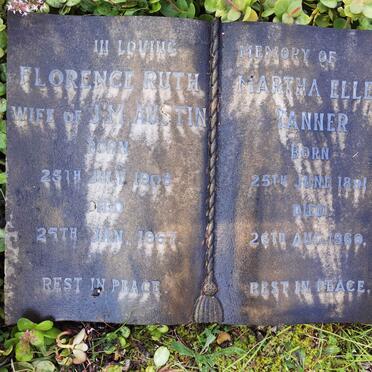 IN LOVING
FLORENCE RUTH
WIFE OF J.M. AUSTIN
BORN
25TH
DIED
29TH JAN. 1967
REST IN PEACE.
MEMORY OF
MARTHA ELLE
TANNER
BORN
25TH JUNE
DIED
26TH AUG. 1960.
REST IN PEACE.